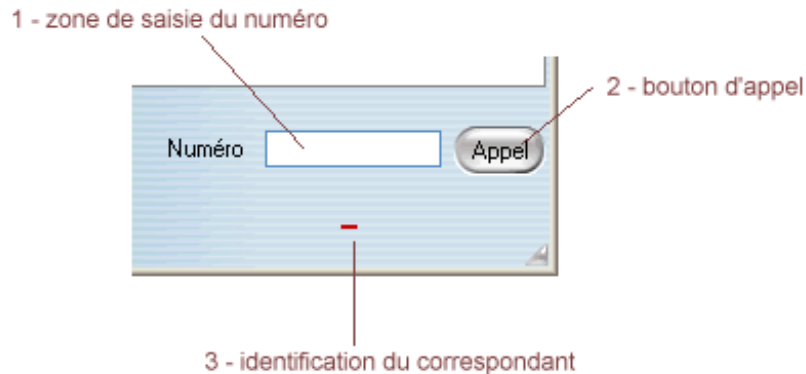 1 - zone de saisie du numéro
2 - bouton d'appel
Numéro
Appel
3 - identification du correspondant